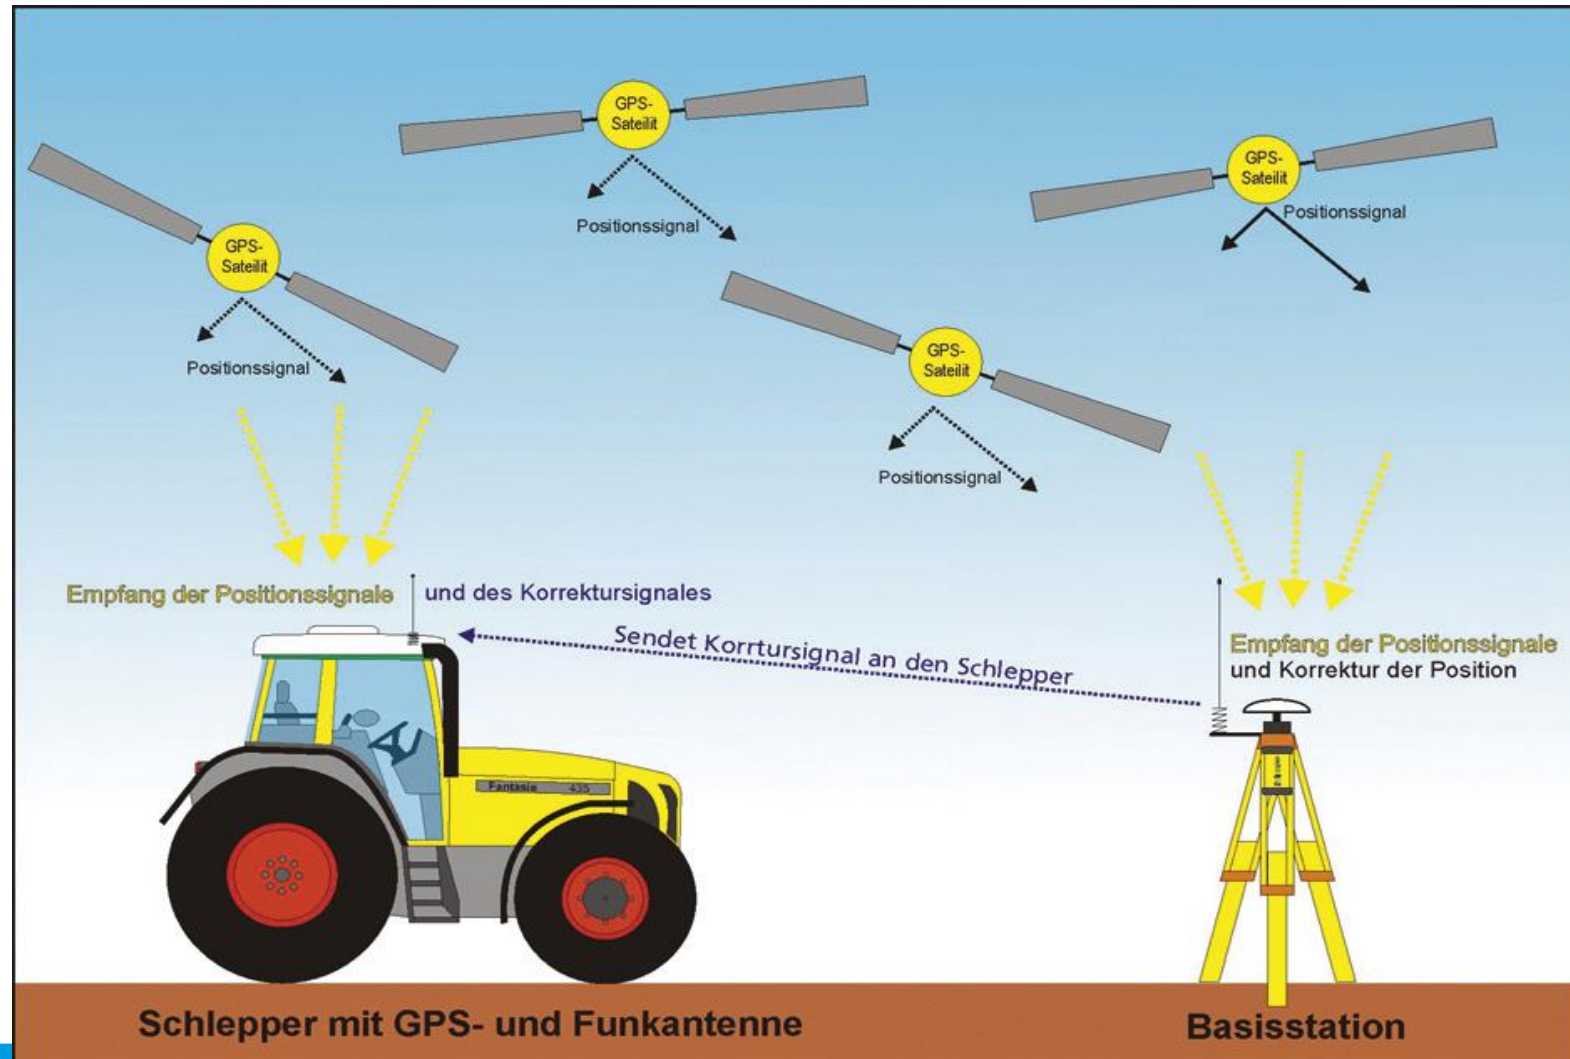 GPS-
Sateilit
Positionssignal
GPS-
Sateilit
Positionssignal
GPS-
Sateilit
Positionssignal
GPS-
Sateilit
Positionssignal
Empfang der Positionssignale und des Korrektursignales
Sendet Korrtursignal an den Schlepper
Empfang der Positionssignale
und Korrektur der Position
Fantasie 435
Schlepper mit GPS- und Funkantenne
Basisstation